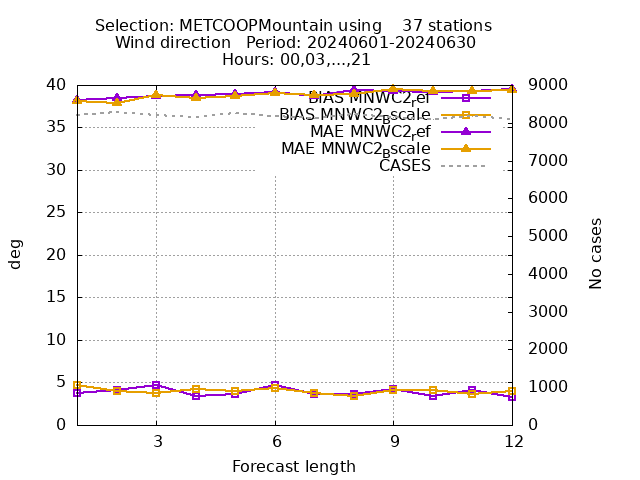 Selection: METCOOPMountain using 37 stations
Wind direction Period: 20240601-20240630
Hours: 00,03,...,21
40
35
30
25
20
15
10
5
0
deg
BIAS MNWC2_ref
BIAS MNWC2_Bscale
MAE MNWC2_ref
MAE MNWC2_Bscale
CASES
9000
8000
7000
6000
5000
4000
3000
2000
1000
0
No cases
3
6
9
12
Forecast length